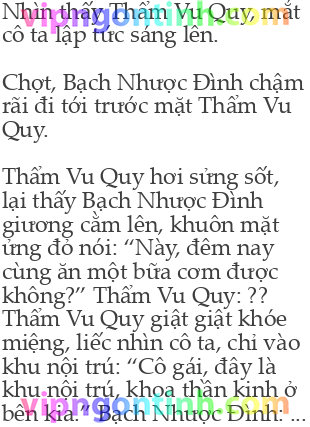 Nhìn thấy Thẩm Vu Quy, mắt
cô ta lập tức sáng lên.
Chợt, Bạch Nhược Đình chậm
rãi đi tới trước mặt Thẩm Vu
Quy.
Thẩm Vu Quy hơi sửng sốt,
lại thấy Bạch Nhược Đình
giương cằm lên, khuôn mặt
ửng đỏ nói: “Này, đêm nay
cùng ăn một bữa cơm được
không?” Thẩm Vu Quy: ??
Thẩm Vu Quy giật giật khóe
miệng, liếc nhìn cô ta, chỉ vào
khu nội trú: “Cô gái, đây là
khu nội trú, khoa thần kinh ở
bên kia.” Bạch Nhược Đình: ...
vipngontinh.com
vipngontinh.com